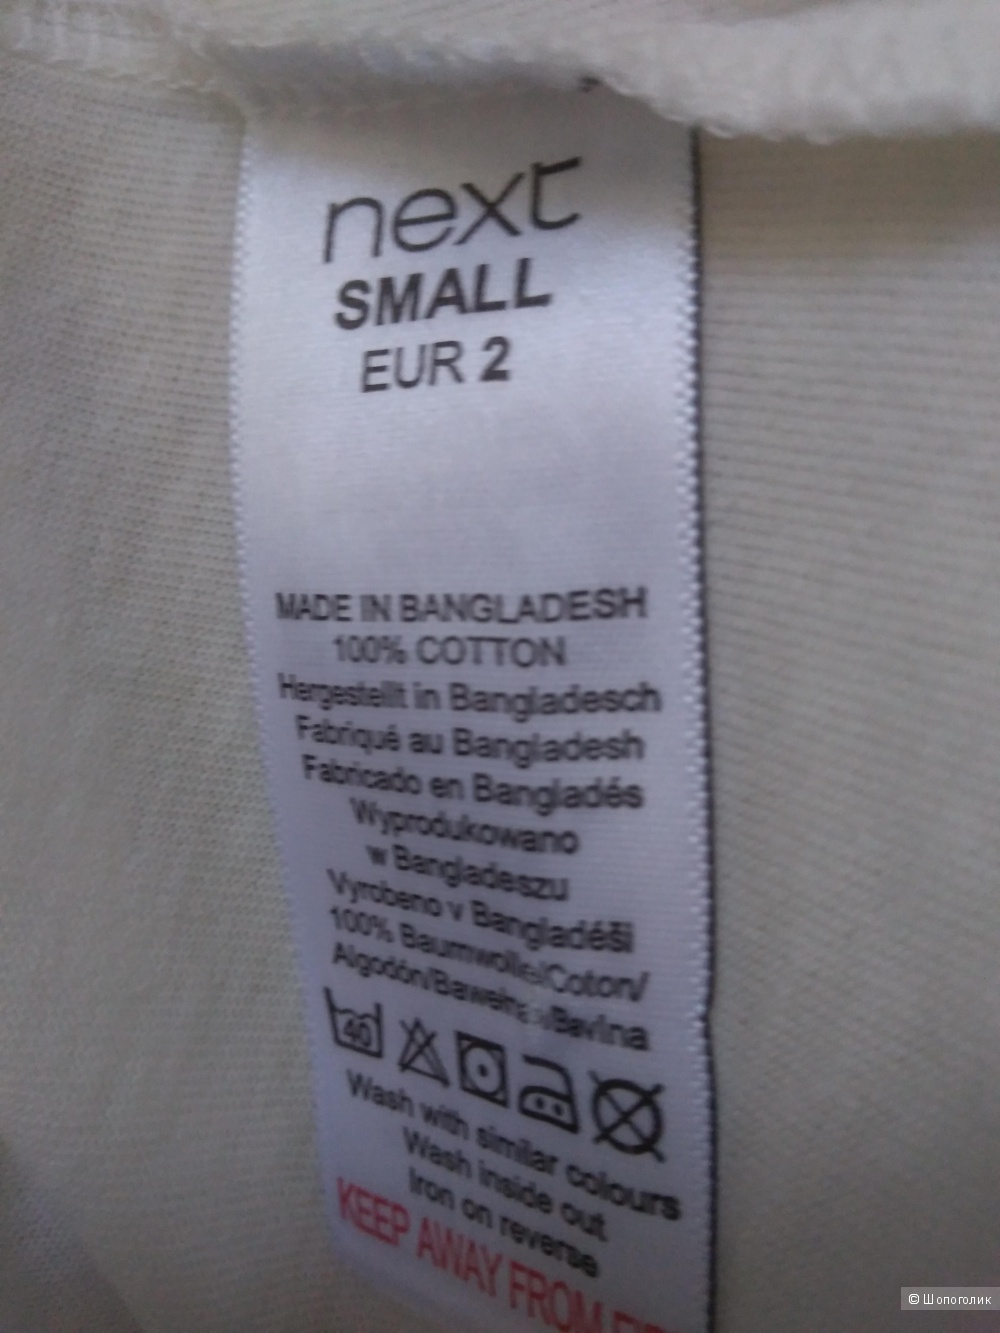 next
SMALL
EUR 2
MADE IN BANGLADESH
100% COTTON
Hergestellt in Bangladesch
Fabriqué au Bangladesh
Fabricado en Bangladés
Wyprodukowano
w Bangladeszu
Vyrobeno v Bangladéši
100% Baumwolle/Coton/
Algodón/Bawełna/Bavlna
40
Wash with similar colours
Wash inside out
Iron on reverse
KEEP AWAY FROM
© Шопоголик